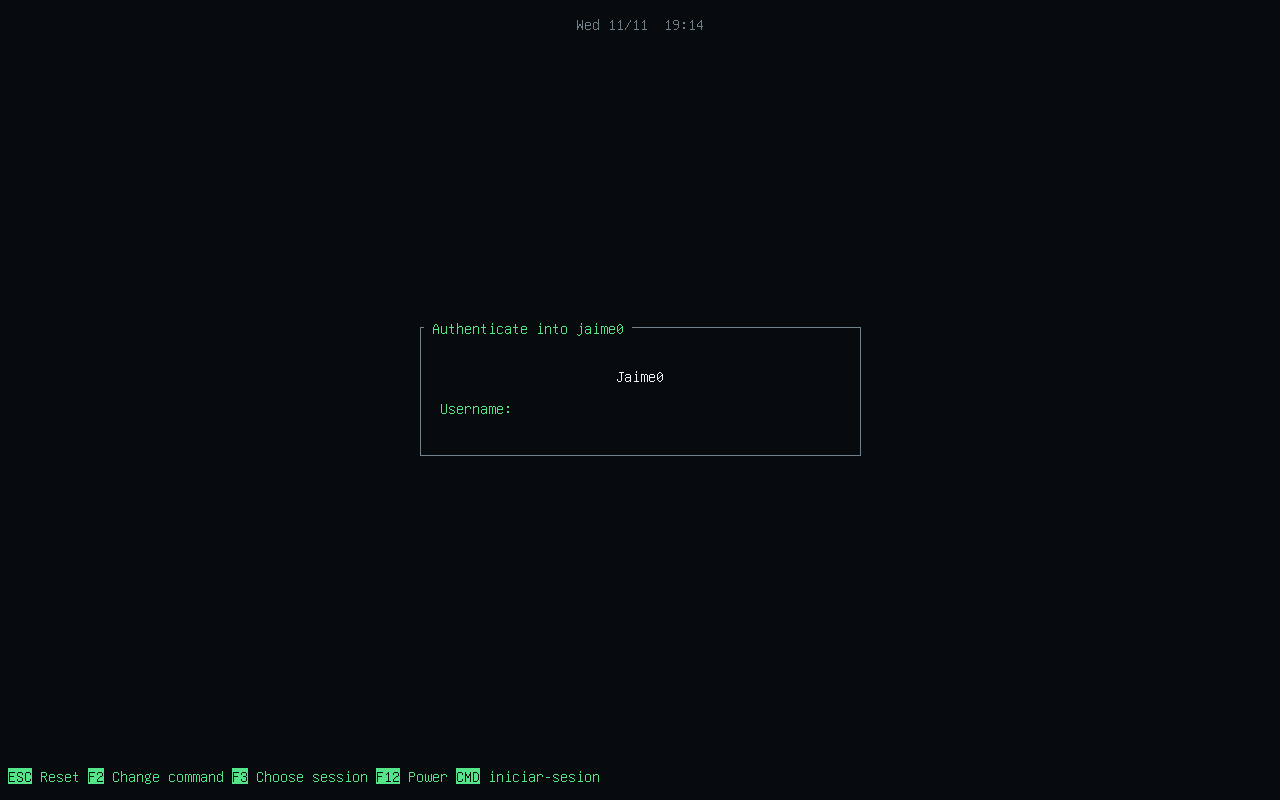 Wed 11/11  19:14
Authenticate into jaime0
Jaime0
Username:
ESC Reset F2 Change command F3 Choose session F12 Power CMD iniciar-sesion